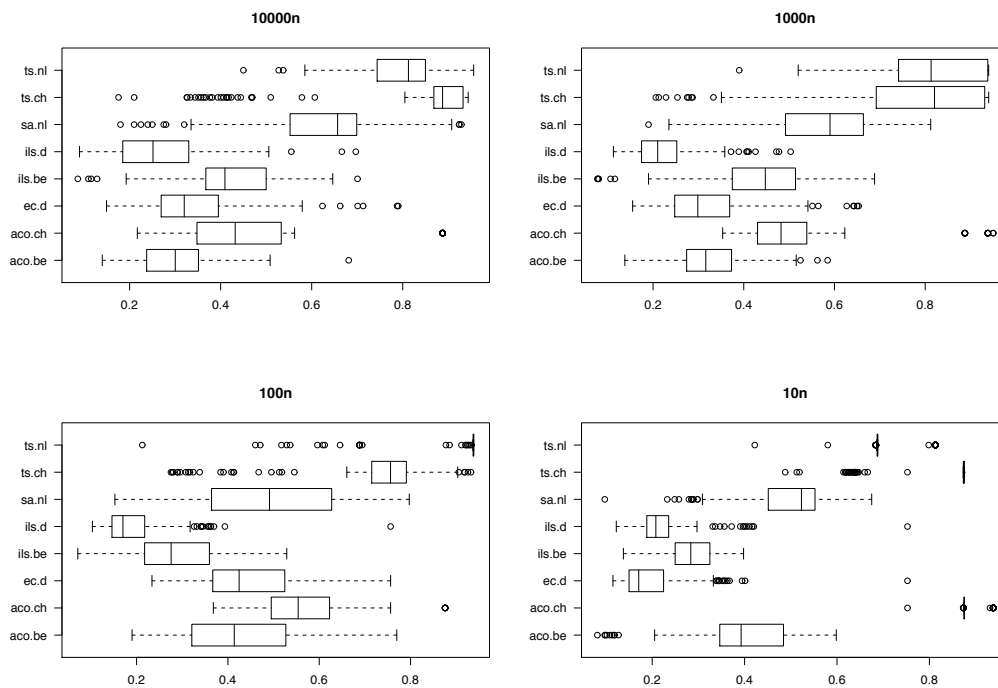 10000n
ts.nl
ts.ch
sa.nl
ils.d
ils.be
ec.d
aco.ch
aco.be
0.2 0.4 0.6 0.8
1000n
ts.nl
ts.ch
sa.nl
ils.d
ils.be
ec.d
aco.ch
aco.be
0.2 0.4 0.6 0.8
100n
ts.nl
ts.ch
sa.nl
ils.d
ils.be
ec.d
aco.ch
aco.be
0.2 0.4 0.6 0.8
10n
ts.nl
ts.ch
sa.nl
ils.d
ils.be
ec.d
aco.ch
aco.be
0.2 0.4 0.6 0.8